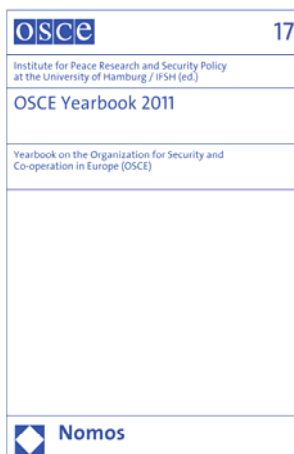 osce 17
Institute for Peace Research and Security Policy
at the University of Hamburg / IFSH (ed.)
OSCE Yearbook 2011
Yearbook on the Organization for Security and
Co-operation in Europe (OSCE)
Nomos